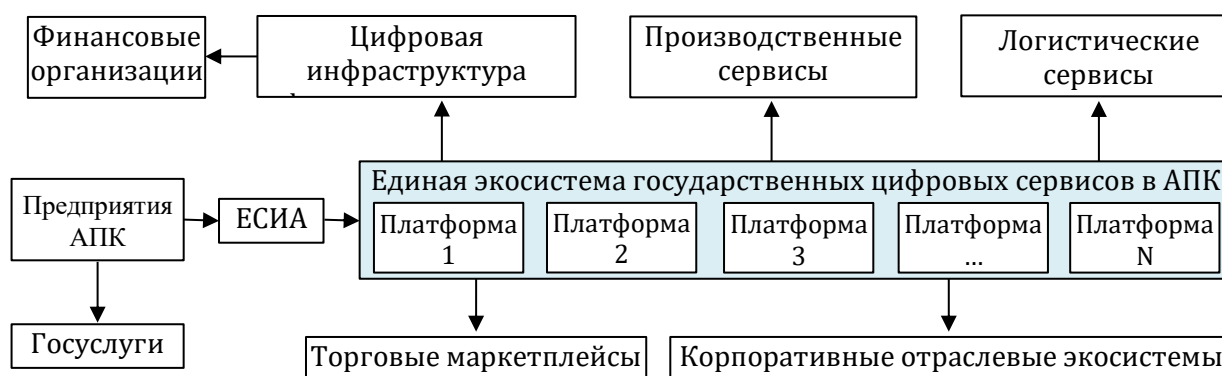 Финансовые
организации
Цифровая
инфраструктура
Производственные
сервисы
Логистические
сервисы
Единая экосистема государственных цифровых сервисов в АПК
Предприятия
АПК
ЕСИА
Платформа
1
Платформа
2
Платформа
3
Платформа
...
Платформа
N
Госуслуги
Торговые маркетплейсы
Корпоративные отраслевые экосистемы